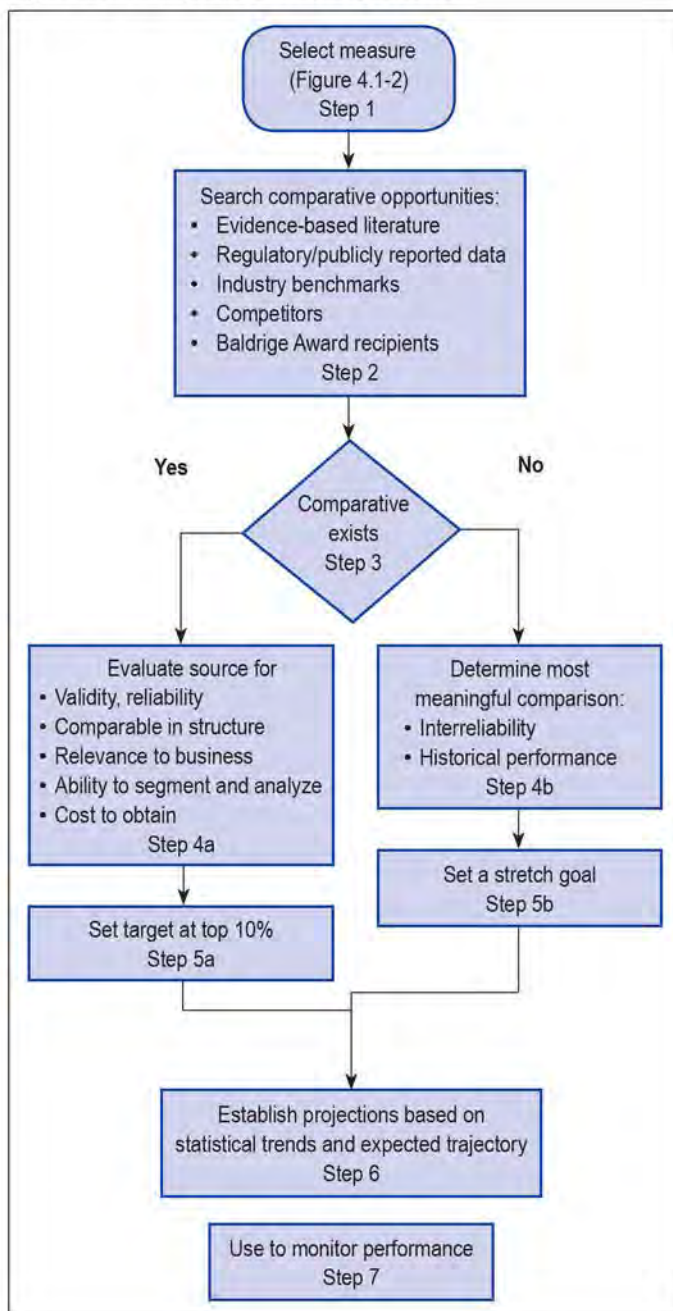 Select measure
(Figure 4.1-2)
Step 1
Search comparative opportunities:
• Evidence-based literature
• Regulatory/publicly reported data
• Industry benchmarks
• Competitors
• Baldrige Award recipients
Step 2
Yes
No
Comparative
exists
Step 3
Evaluate source for
• Validity, reliability
• Comparable in structure
• Relevance to business
• Ability to segment and analyze
• Cost to obtain
Step 4a
Determine most
meaningful comparison:
• Interreliability
• Historical performance
Step 4b
Set a stretch goal
Step 5b
Set target at top 10%
Step 5a
Establish projections based on
statistical trends and expected trajectory
Step 6
Use to monitor performance
Step 7